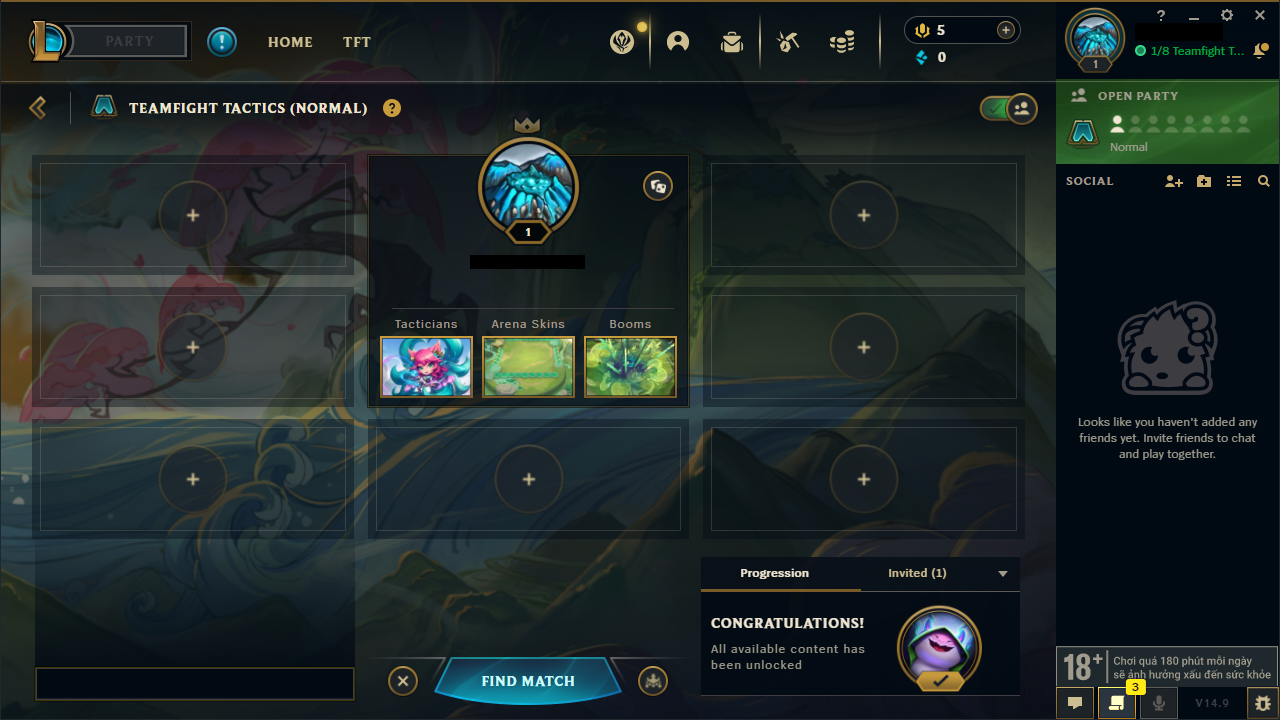 PARTY
HOME
TFT
5
0
?
1
1/8 Teamfight T...
TEAMFIGHT TACTICS (NORMAL)
?
OPEN PARTY
Normal
SOCIAL
1
Tacticians
Arena Skins
Booms
Looks like you haven't added any
friends yet. Invite friends to chat
and play together.
Progression
Invited (1)
CONGRATULATIONS!
All available content has
been unlocked
FIND MATCH
18+
Chơi quá 180 phút mỗi ngày
sẽ ảnh hưởng xấu đến sức khỏe
3
V14.9